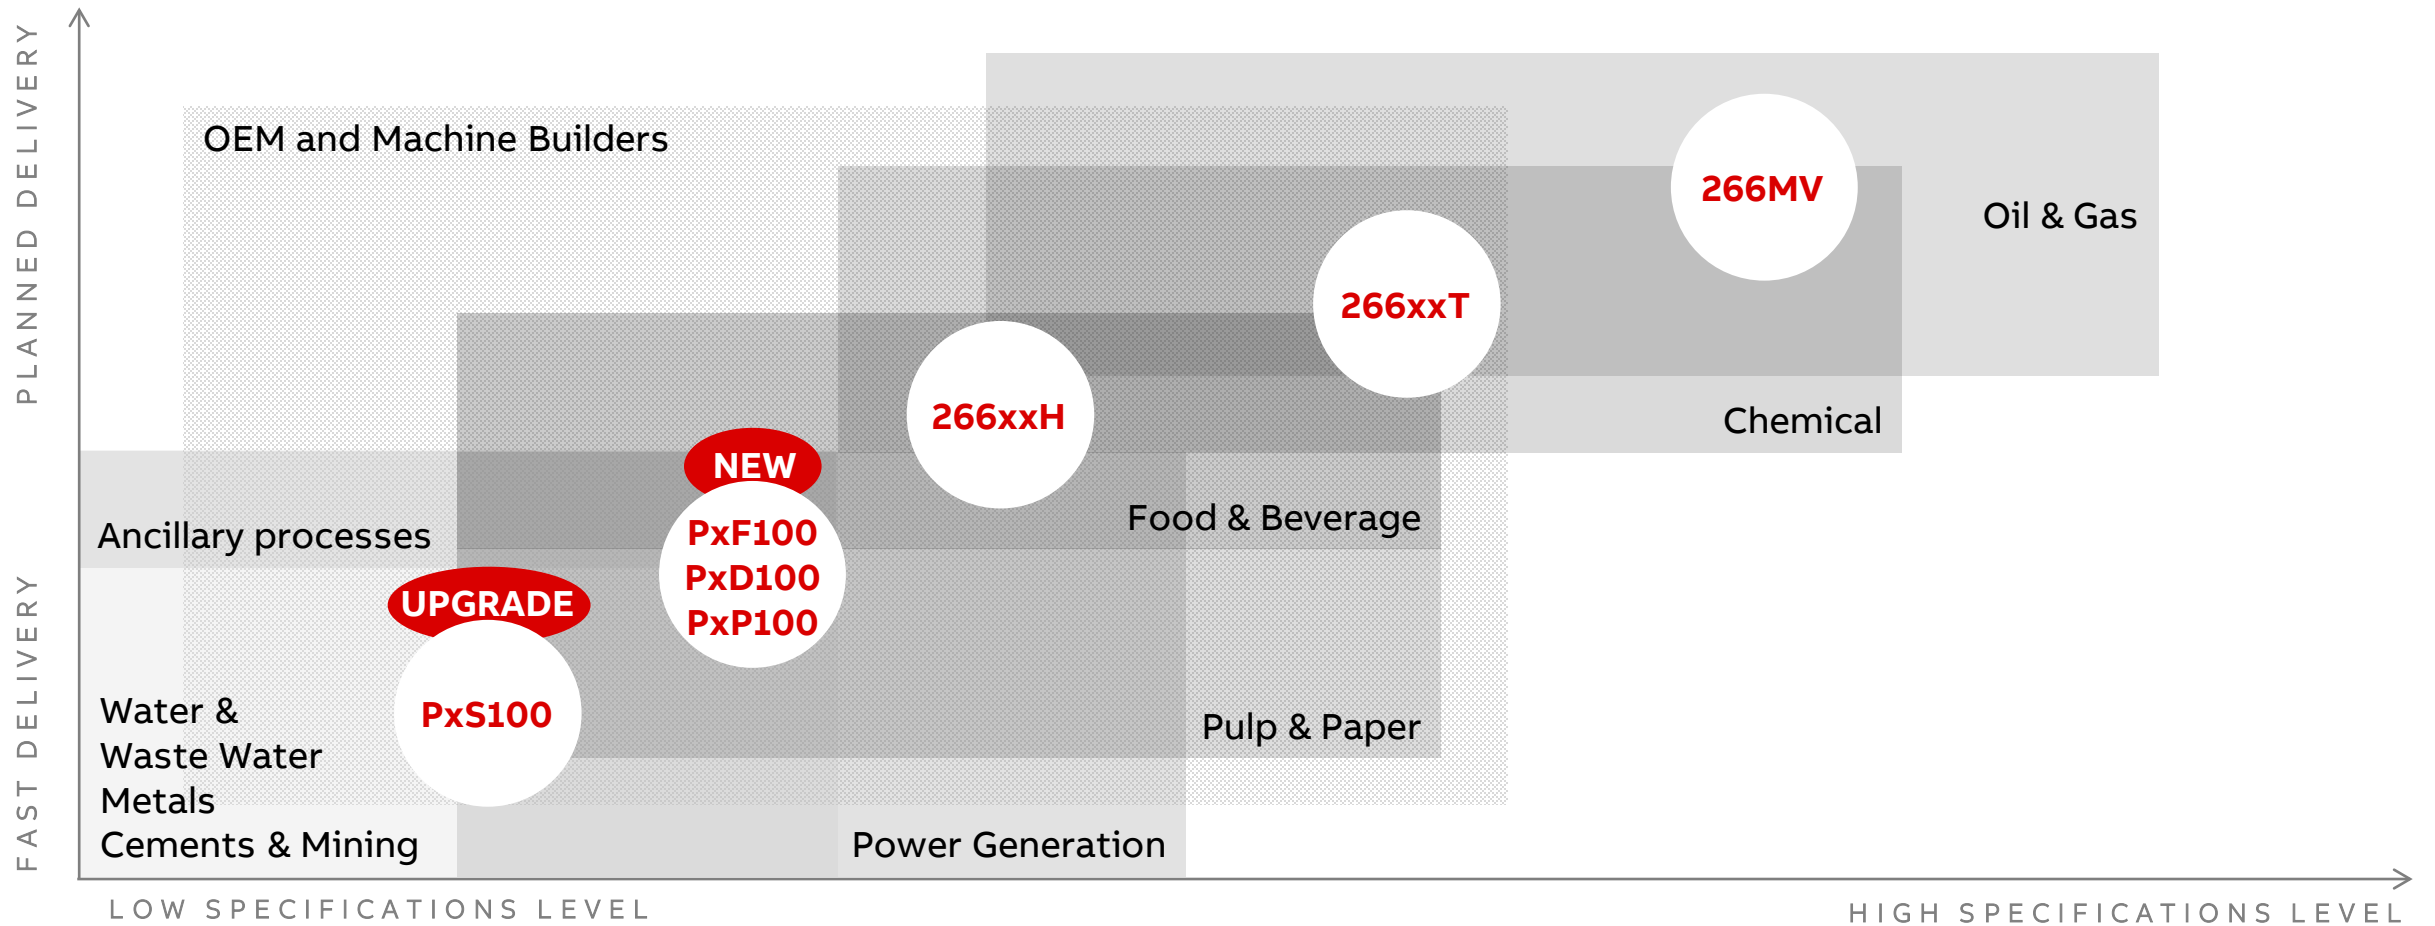 PLANNED DELIVERY
FAST DELIVERY
OEM and Machine Builders
266MV
Oil & Gas
266xxT
266xxH
Chemical
NEW
PxF100
PxD100
PxP100
Food & Beverage
Ancillary processes
UPGRADE
PxS100
Water &
Waste Water
Metals
Cements & Mining
Pulp & Paper
Power Generation
LOW SPECIFICATIONS LEVEL
HIGH SPECIFICATIONS LEVEL